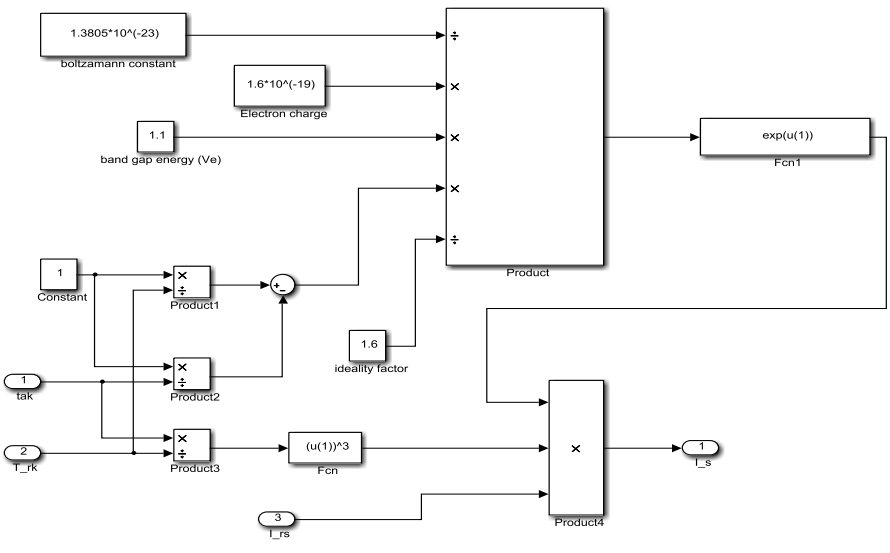 1.3805*10^(-23)
boltzamann constant
÷
1.6*10^(-19)
Electron charge
×
1.1
band gap energy (Ve)
×
×
÷
Product
exp(u(1))
Fcn1
1
Constant
×
÷
Product1
+
−
1.6
ideality factor
×
÷
Product2
1
tak
×
÷
Product3
2
T_rk
(u(1))^3
Fcn
×
Product4
1
I_s
3
I_rs